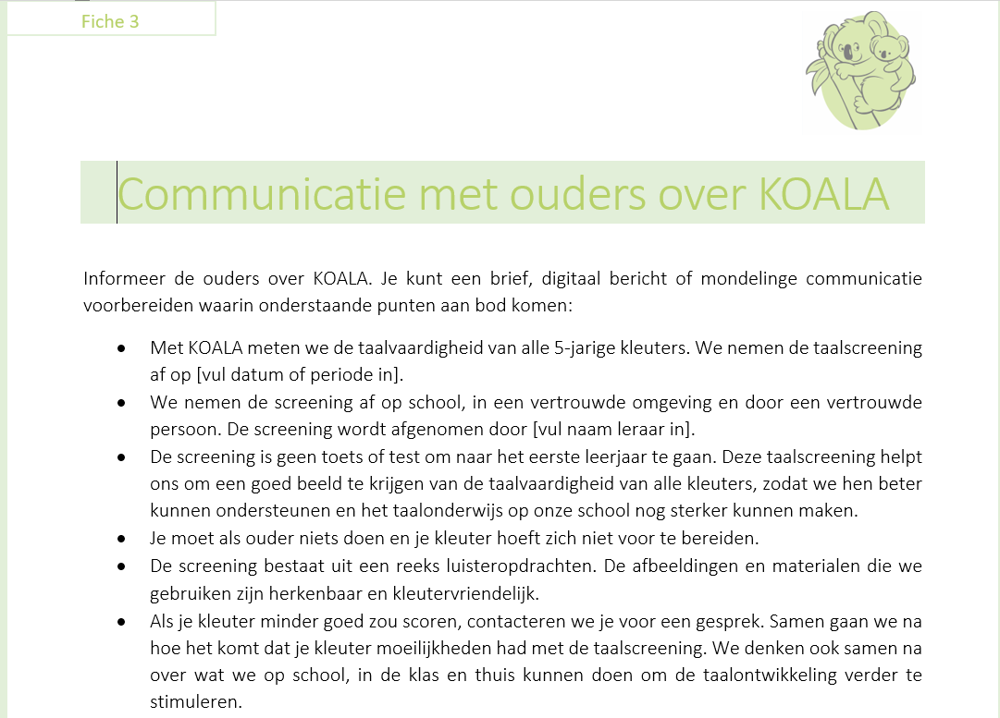 Fiche 3
Communicatie met ouders over KOALA
Informeer de ouders over KOALA. Je kunt een brief, digitaal bericht of mondelinge communicatie
voorbereiden waarin onderstaande punten aan bod komen:
• Met KOALA meten we de taalvaardigheid van alle 5-jarige kleuters. We nemen de taalscreening
af op [vul datum of periode in].
• We nemen de screening af op school, in een vertrouwde omgeving en door een vertrouwde
persoon. De screening wordt afgenomen door [vul naam leraar in].
• De screening is geen toets of test om naar het eerste leerjaar te gaan. Deze taalscreening helpt
ons om een goed beeld te krijgen van de taalvaardigheid van alle kleuters, zodat we hen beter
kunnen ondersteunen en het taalonderwijs op onze school nog sterker kunnen maken.
• Je moet als ouder niets doen en je kleuter hoeft zich niet voor te bereiden.
• De screening bestaat uit een reeks luisteropdrachten. De afbeeldingen en materialen die we
gebruiken zijn herkenbaar en kleutervriendelijk.
• Als je kleuter minder goed zou scoren, contacteren we je voor een gesprek. Samen gaan we na
hoe het komt dat je kleuter moeilijkheden had met de taalscreening. We denken ook samen na
over wat we op school, in de klas en thuis kunnen doen om de taalontwikkeling verder te
stimuleren.